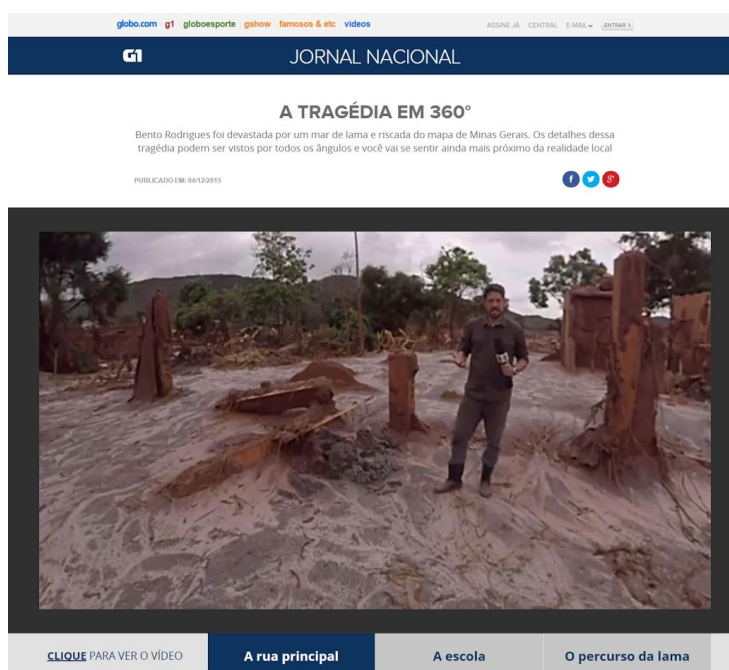 globo.com g1 globoesporte gshow famosos & etc videos ASSINE JÁ CENTRAL E-MAIL ENTRAR >
G1 JORNAL NACIONAL
A TRAGÉDIA EM 360°
Bento Rodrigues foi devastada por um mar de lama e riscada do mapa de Minas Gerais. Os detalhes dessa
tragédia podem ser vistos por todos os ângulos e você vai se sentir ainda mais próximo da realidade local
PUBLICADO EM: 04/12/2015
CLIQUE PARA VER O VÍDEO A rua principal A escola O percurso da lama